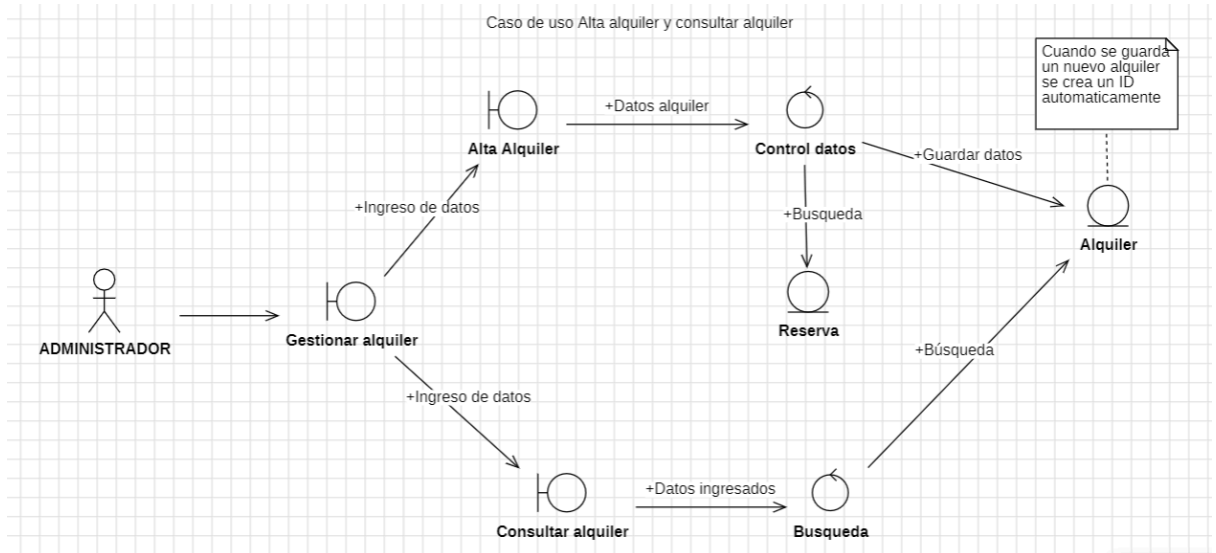 Caso de uso Alta alquiler y consultar alquiler
Cuando se guarda
un nuevo alquiler
se crea un ID
automaticamente
+Datos alquiler
Alta Alquiler
Control datos
+Guardar datos
+Ingreso de datos
+Busqueda
Alquiler
Reserva
Gestionar alquiler
ADMINISTRADOR
+Búsqueda
+Ingreso de datos
+Datos ingresados
Consultar alquiler
Busqueda